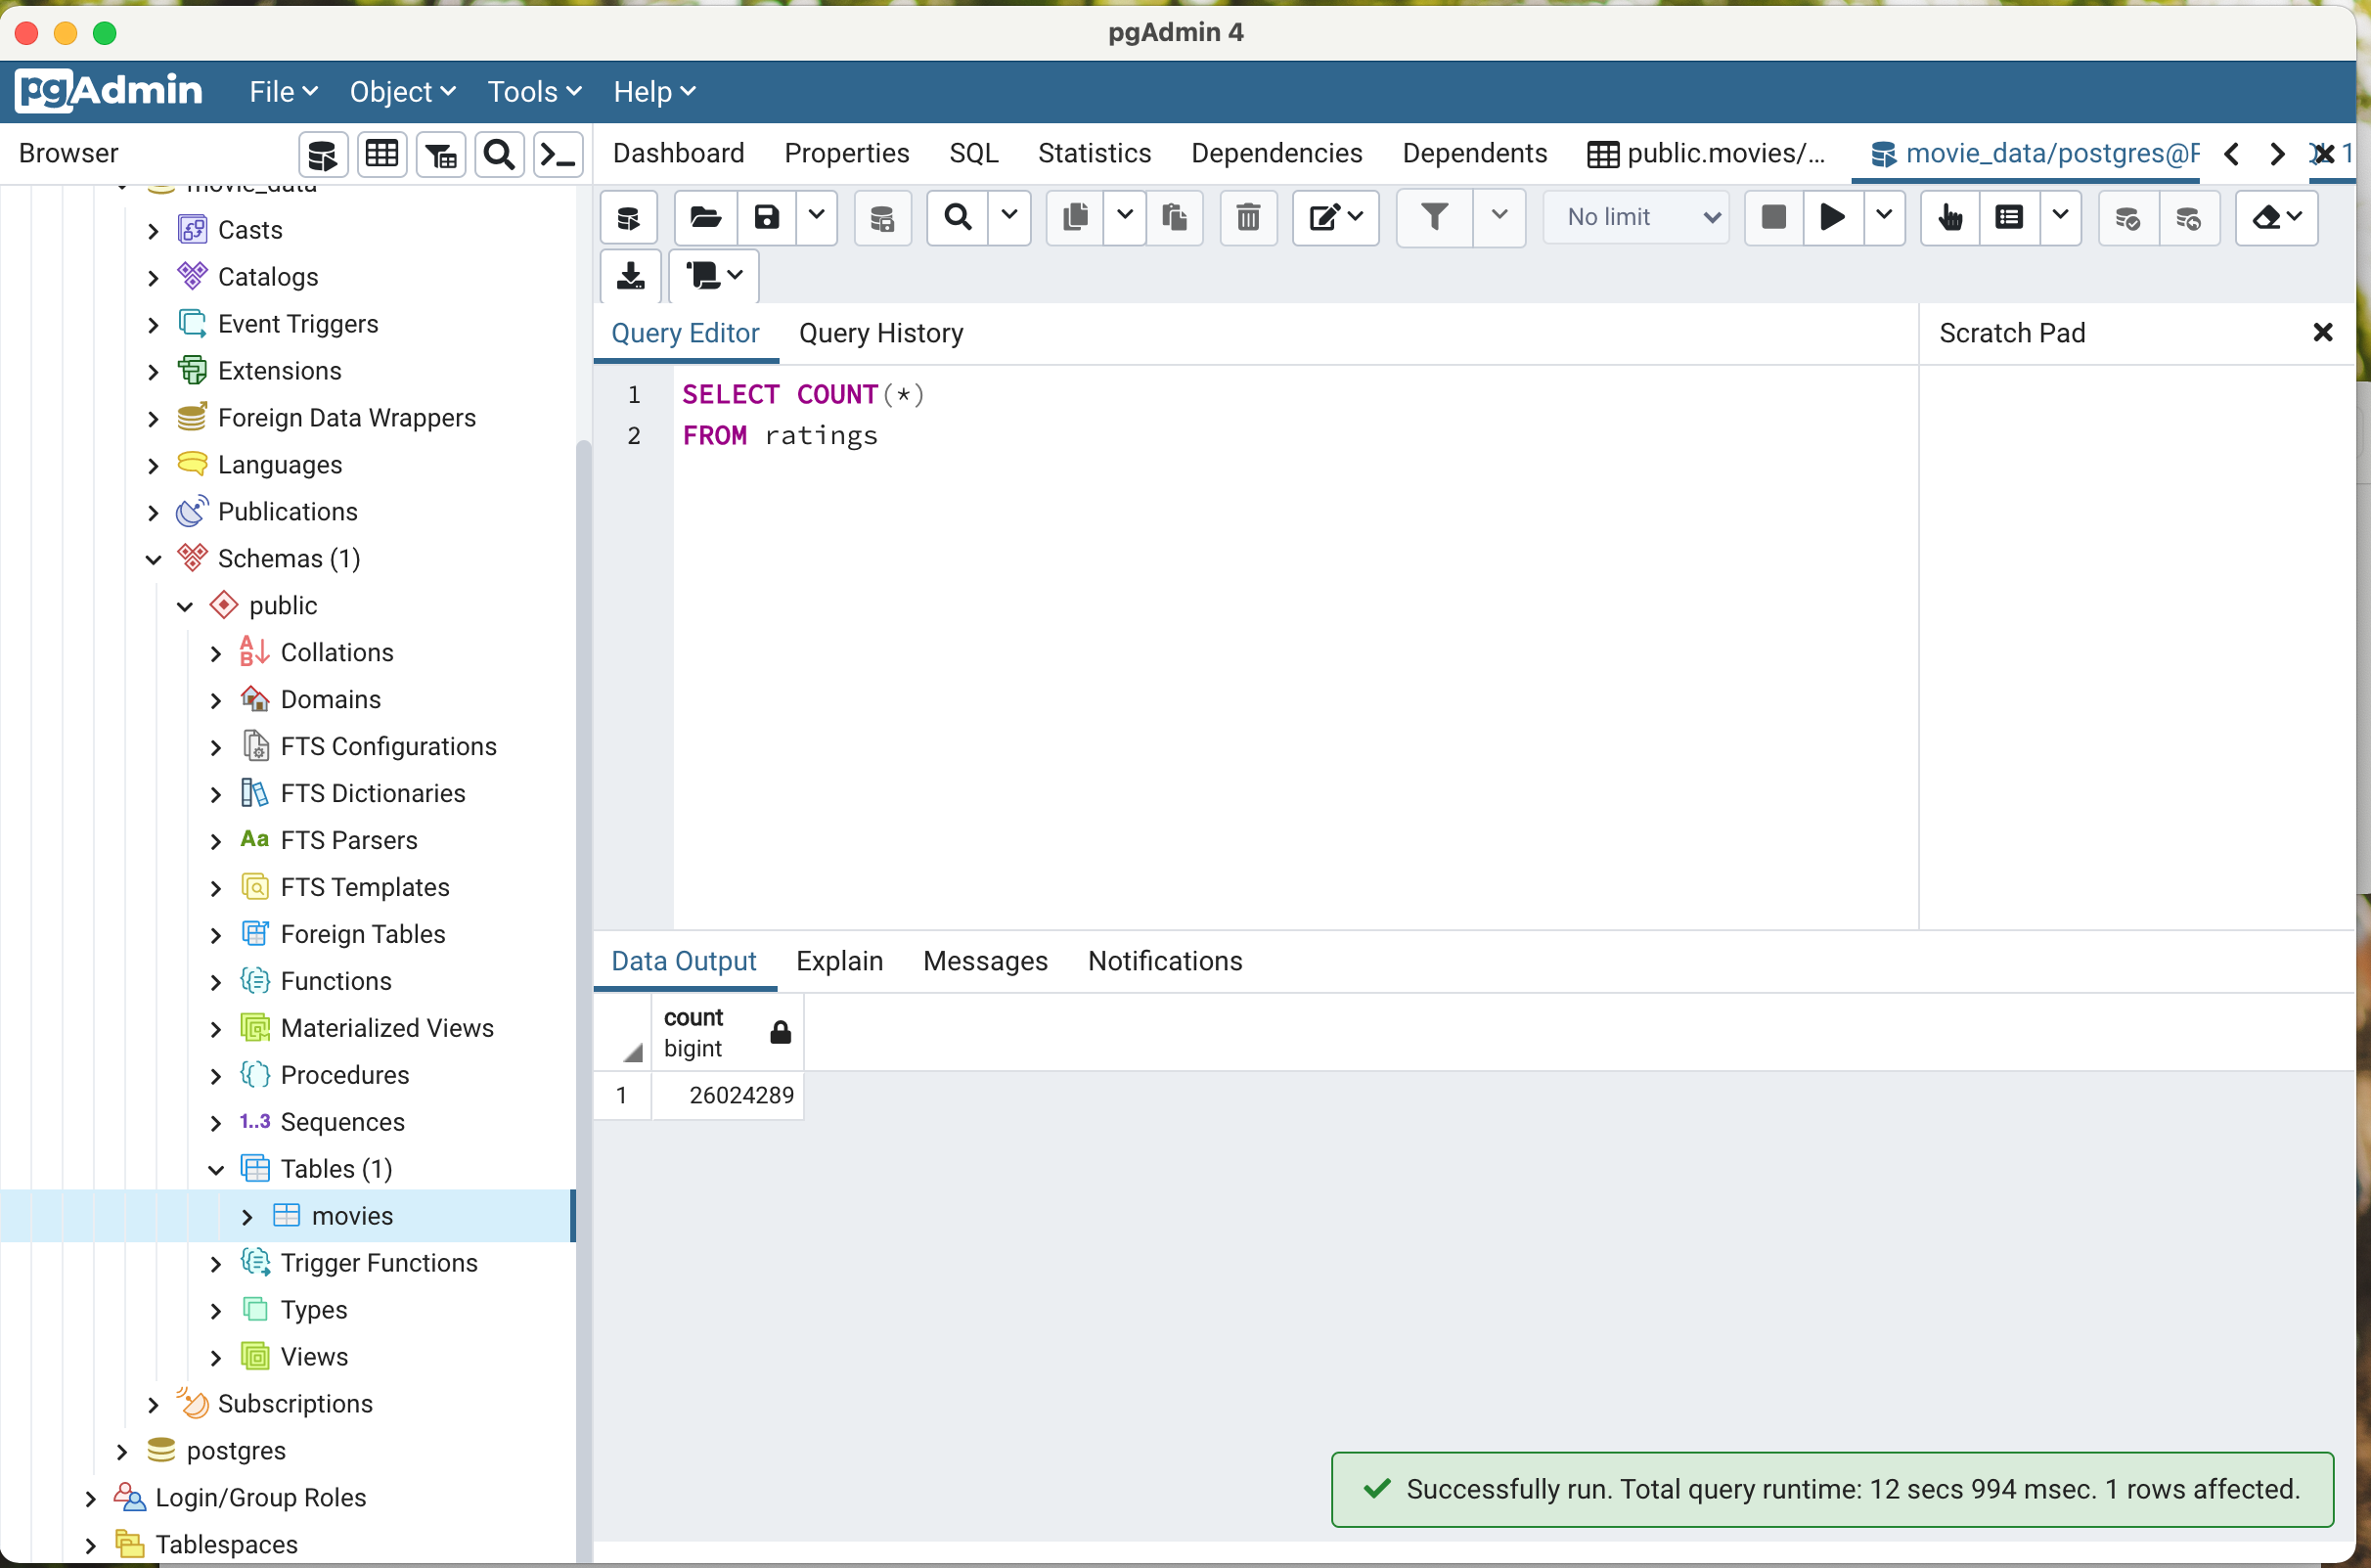 pgAdmin 4
pgAdmin File Object Tools Help
Browser
Dashboard Properties SQL Statistics Dependencies Dependents public.movies/... movie_data/postgres@P 1
No limit
movie_data
Casts
Catalogs
Event Triggers
Extensions
Foreign Data Wrappers
Languages
Publications
Schemas (1)
public
Collations
Domains
FTS Configurations
FTS Dictionaries
Aa FTS Parsers
FTS Templates
Foreign Tables
Functions
Materialized Views
Procedures
1..3 Sequences
Tables (1)
movies
Trigger Functions
Types
Views
Subscriptions
postgres
Login/Group Roles
Tablespaces
Query Editor Query History
Scratch Pad
1 SELECT COUNT(*)
2 FROM ratings
Data Output Explain Messages Notifications
count
bigint
1 26024289
Successfully run. Total query runtime: 12 secs 994 msec. 1 rows affected.